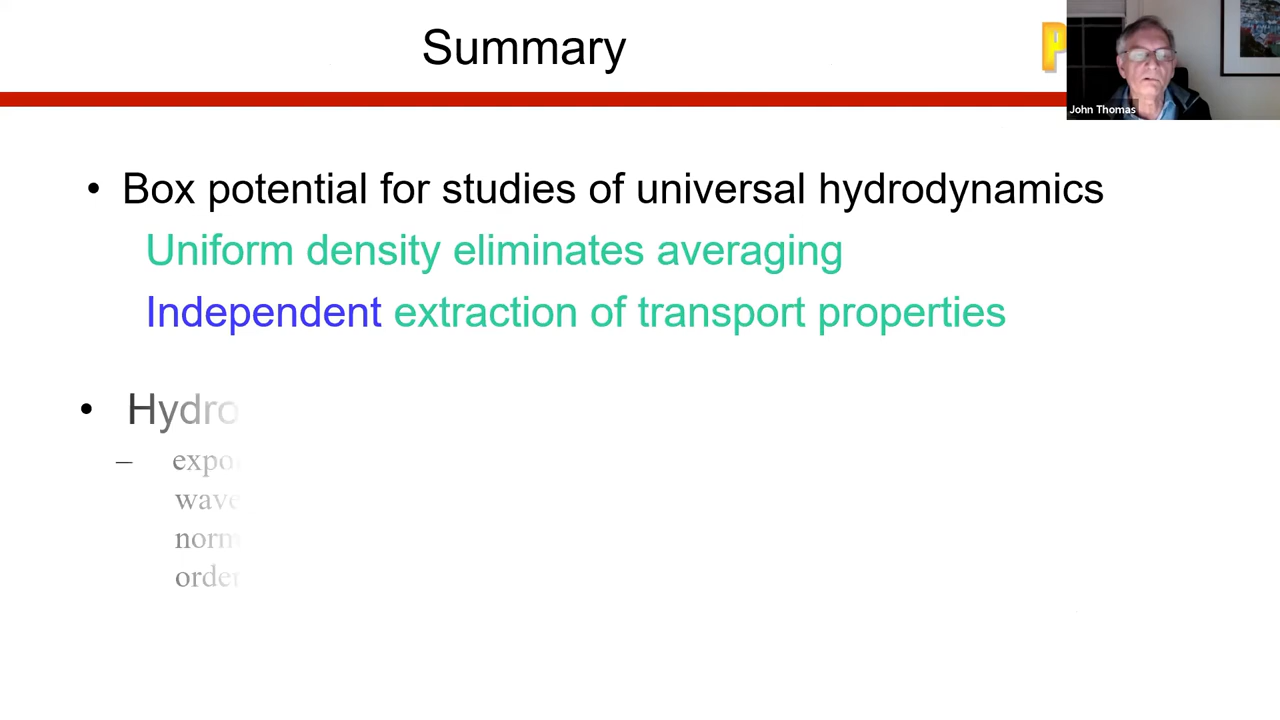 Summary
John Thomas
• Box potential for studies of universal hydrodynamics
Uniform density eliminates averaging
Independent extraction of transport properties
• Hydro
–